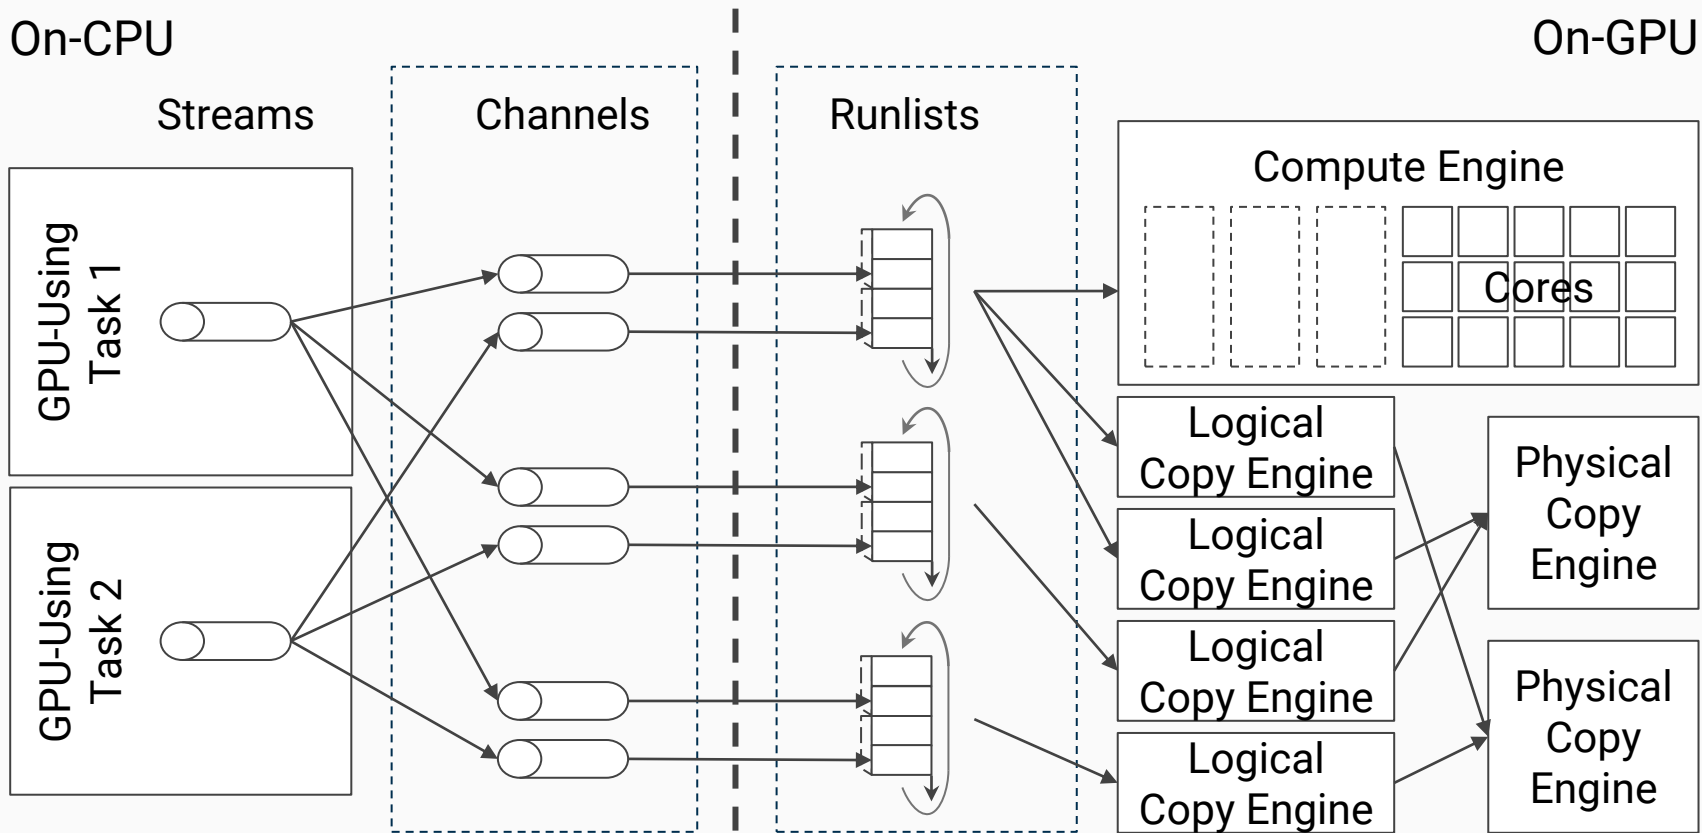 On-CPU
On-GPU
Streams
Channels
Runlists
GPU-Using
Task 1
GPU-Using
Task 2
Compute Engine
Cores
Logical
Copy Engine
Logical
Copy Engine
Logical
Copy Engine
Logical
Copy Engine
Physical
Copy
Engine
Physical
Copy
Engine